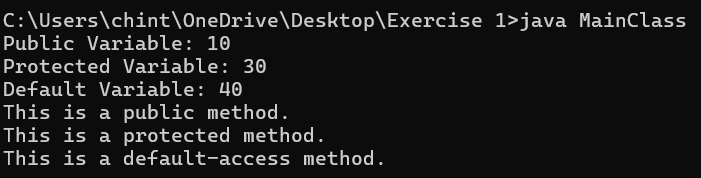 C:\Users\chint\OneDrive\Desktop\Exercise 1>java MainClass
Public Variable: 10
Protected Variable: 30
Default Variable: 40
This is a public method.
This is a protected method.
This is a default-access method.